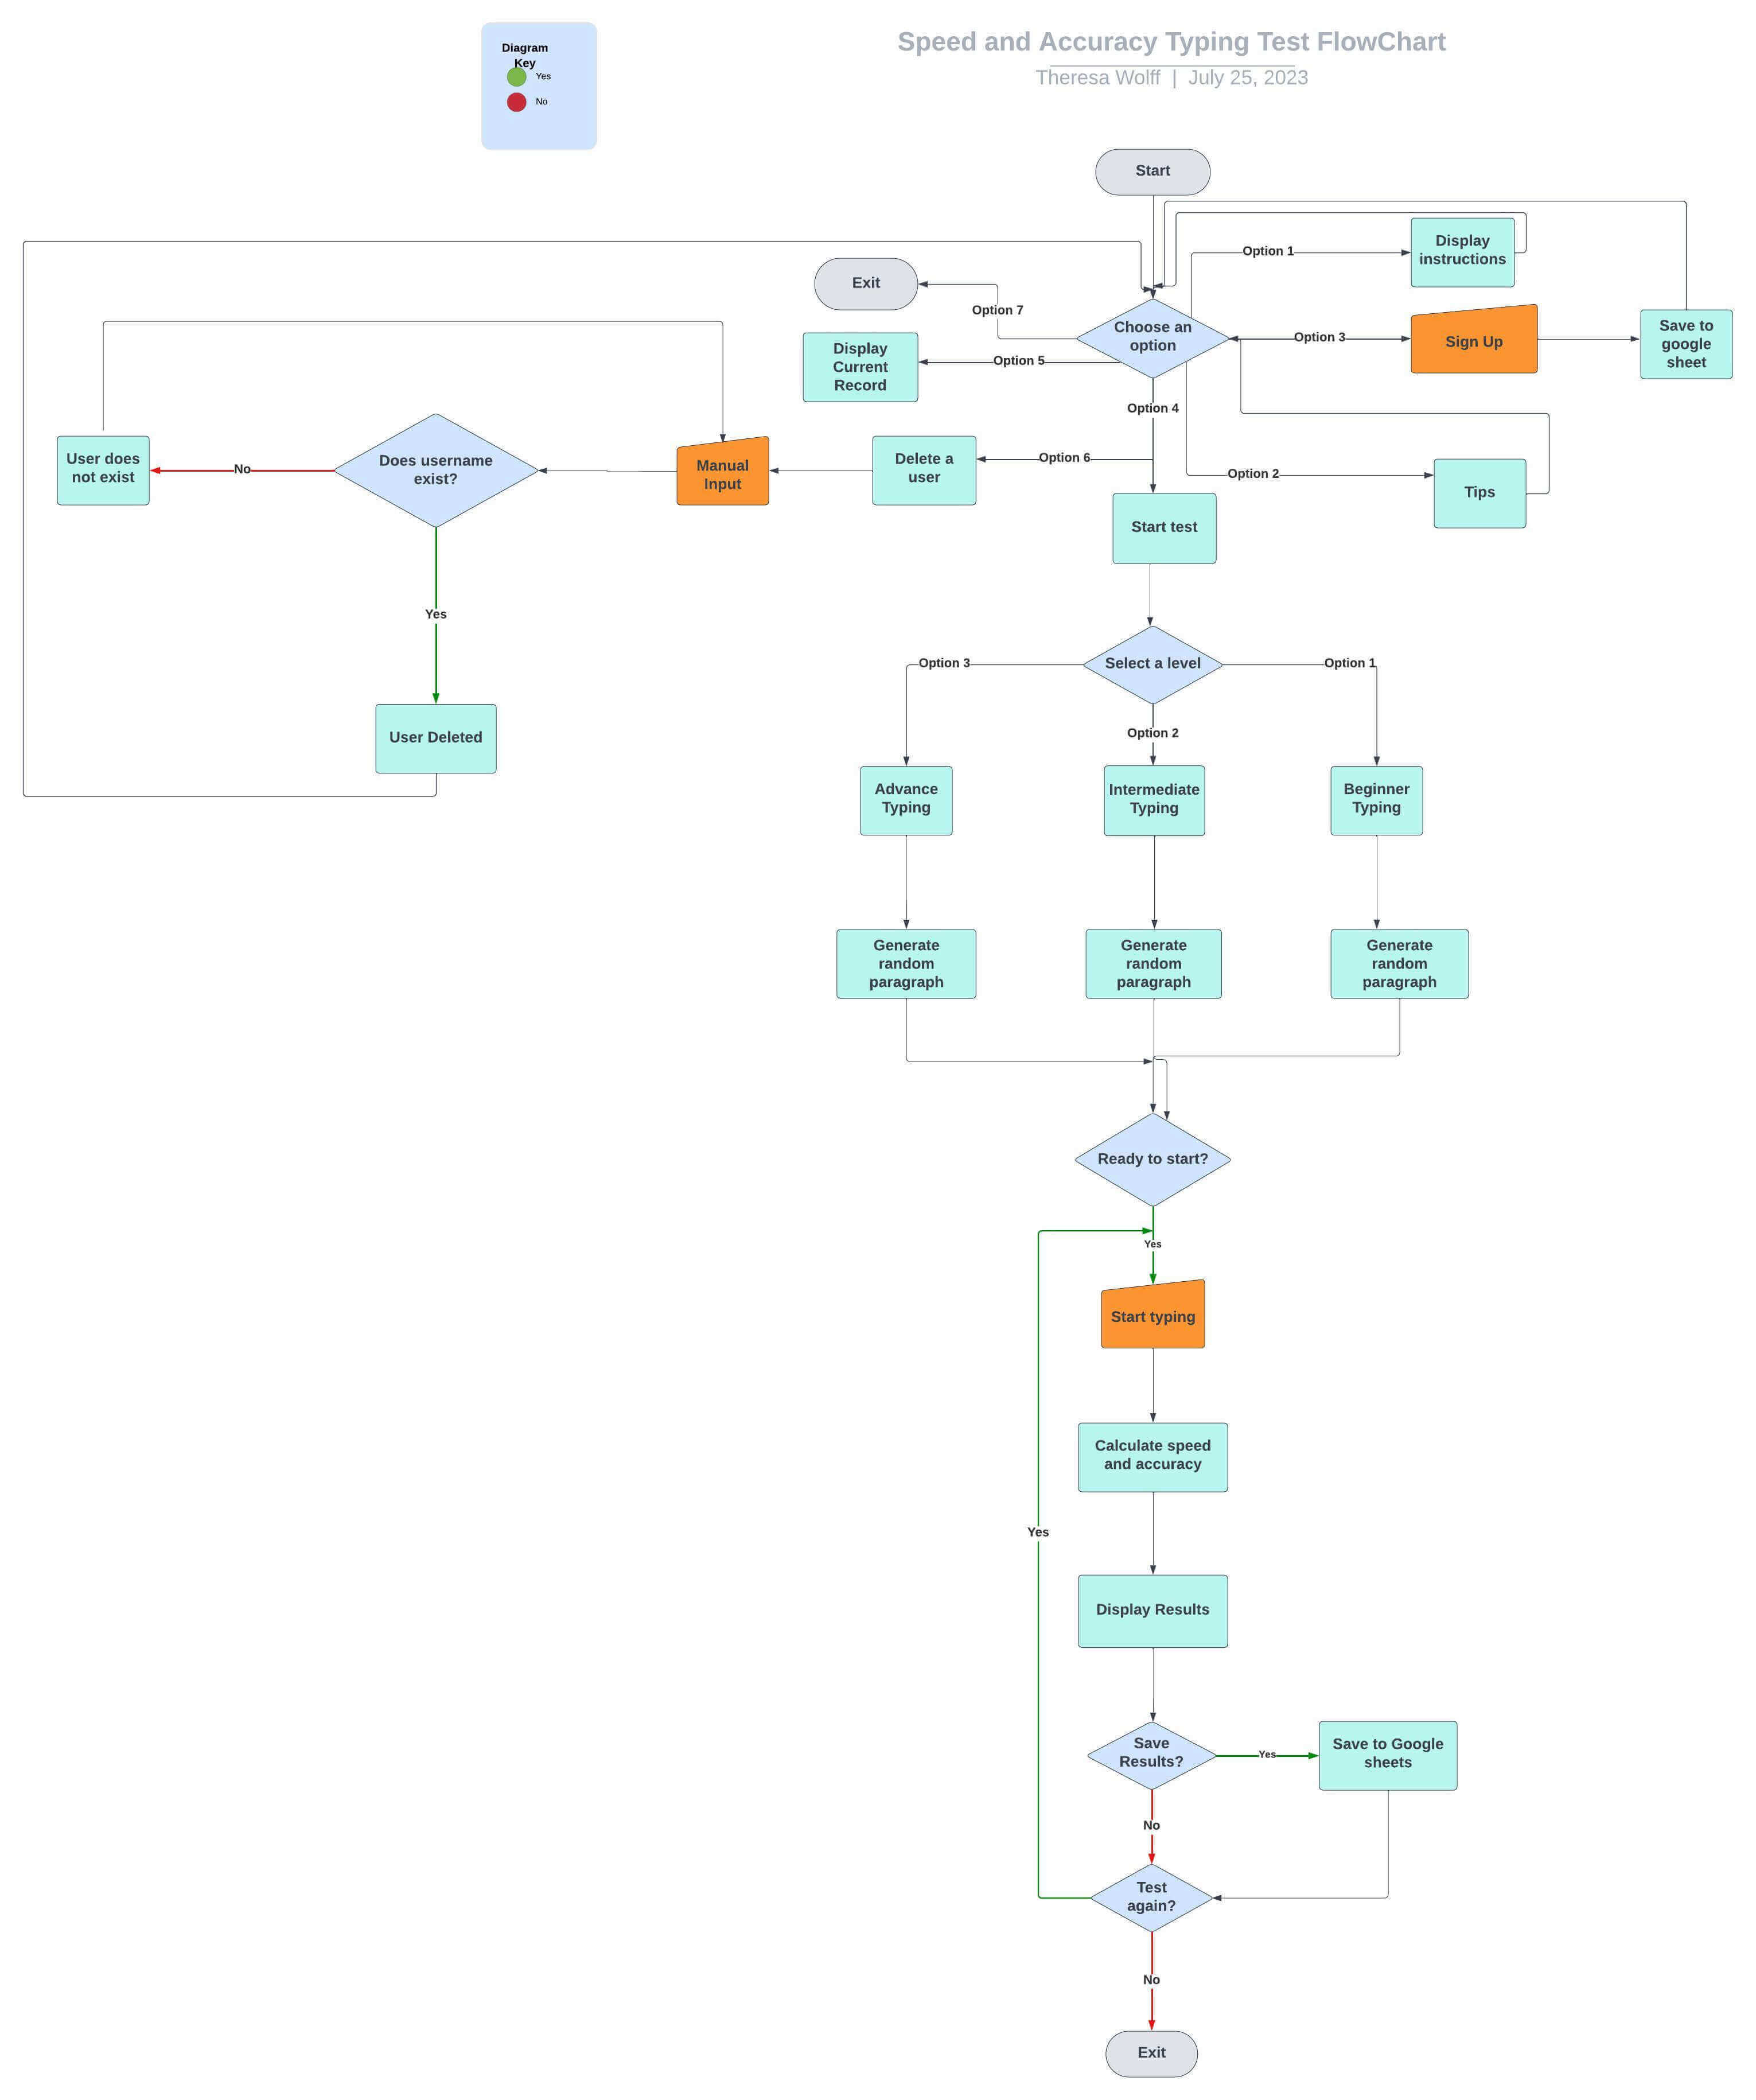 Speed and Accuracy Typing Test FlowChart
Theresa Wolff | July 25, 2023
Diagram
Key
Yes
No
Start
Display
instructions
Option 1
Exit
Option 7
Choose an
option
Option 3
Sign Up
Save to
google
sheet
Display
Current
Record
Option 5
Option 4
User does
not exist
No
Does username
exist?
Manual
Input
Delete a
user
Option 6
Option 2
Tips
Start test
Yes
User Deleted
Option 3
Select a level
Option 1
Option 2
Advance
Typing
Intermediate
Typing
Beginner
Typing
Generate
random
paragraph
Generate
random
paragraph
Generate
random
paragraph
Ready to start?
Yes
Start typing
Calculate speed
and accuracy
Yes
Display Results
Save
Results?
Yes
Save to Google
sheets
No
Test
again?
No
Exit